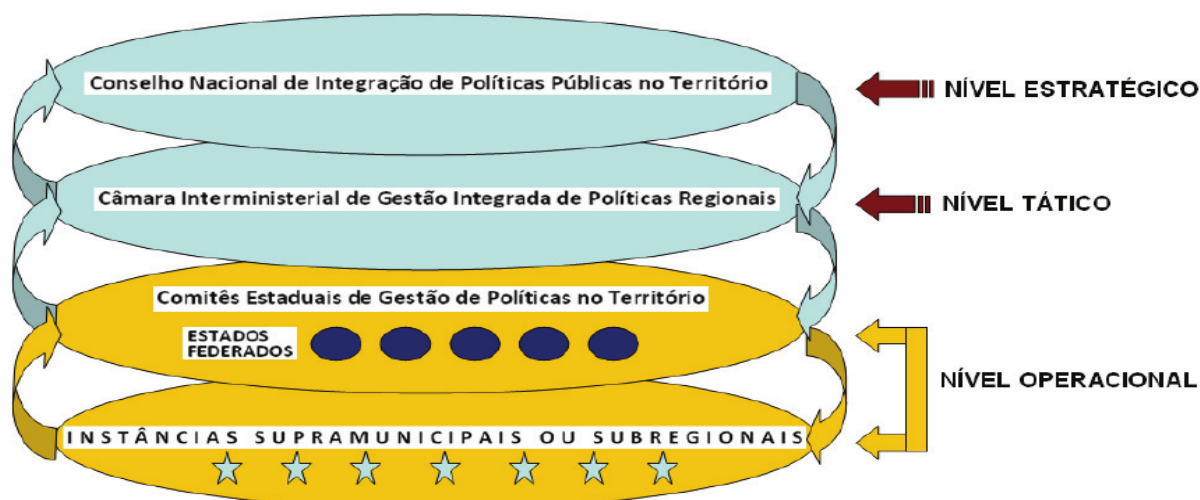 Conselho Nacional de Integração de Políticas Públicas no Território
NÍVEL ESTRATÉGICO
Câmara Interministerial de Gestão Integrada de Políticas Regionais
NÍVEL TÁTICO
Comitês Estaduais de Gestão de Políticas no Território
ESTADOS
FEDERADOS
NÍVEL OPERACIONAL
INSTÂNCIAS SUPRAMUNICIPAIS OU SUBREGIONAIS